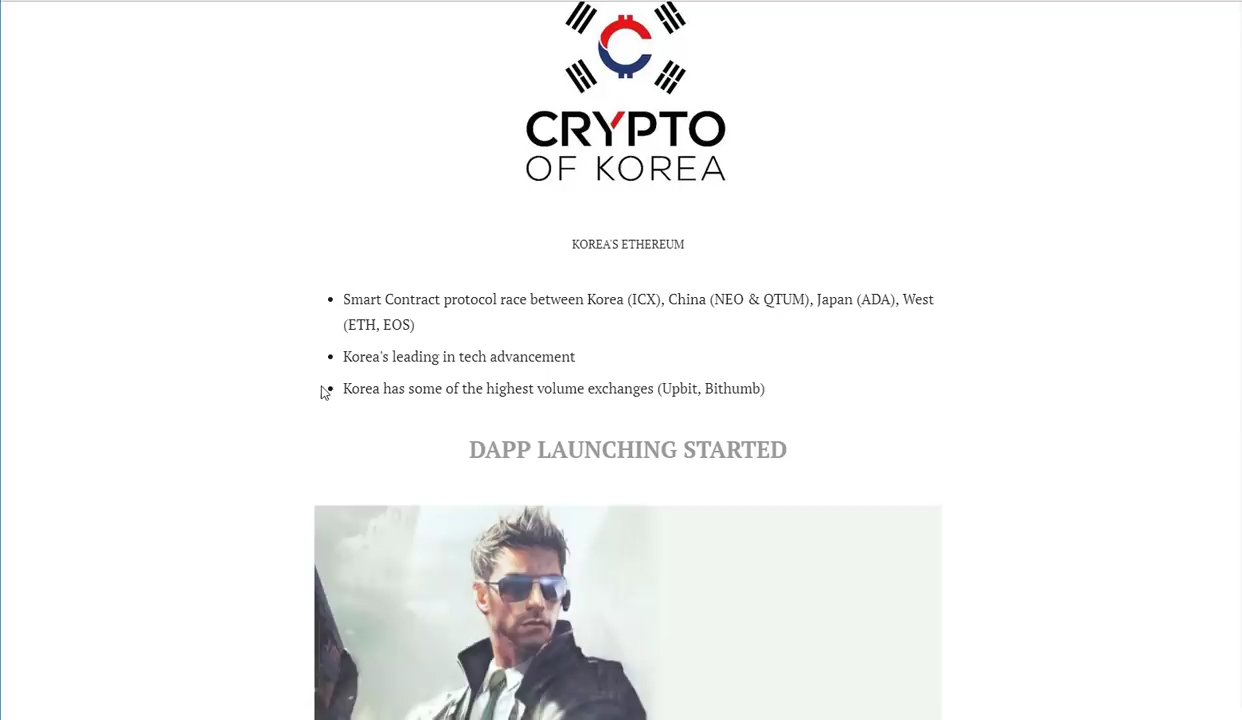 CRYPTO
OF KOREA
KOREA'S ETHEREUM
• Smart Contract protocol race between Korea (ICX), China (NEO & QTUM), Japan (ADA), West
(ETH, EOS)
• Korea's leading in tech advancement
• Korea has some of the highest volume exchanges (Upbit, Bithumb)
DAPP LAUNCHING STARTED